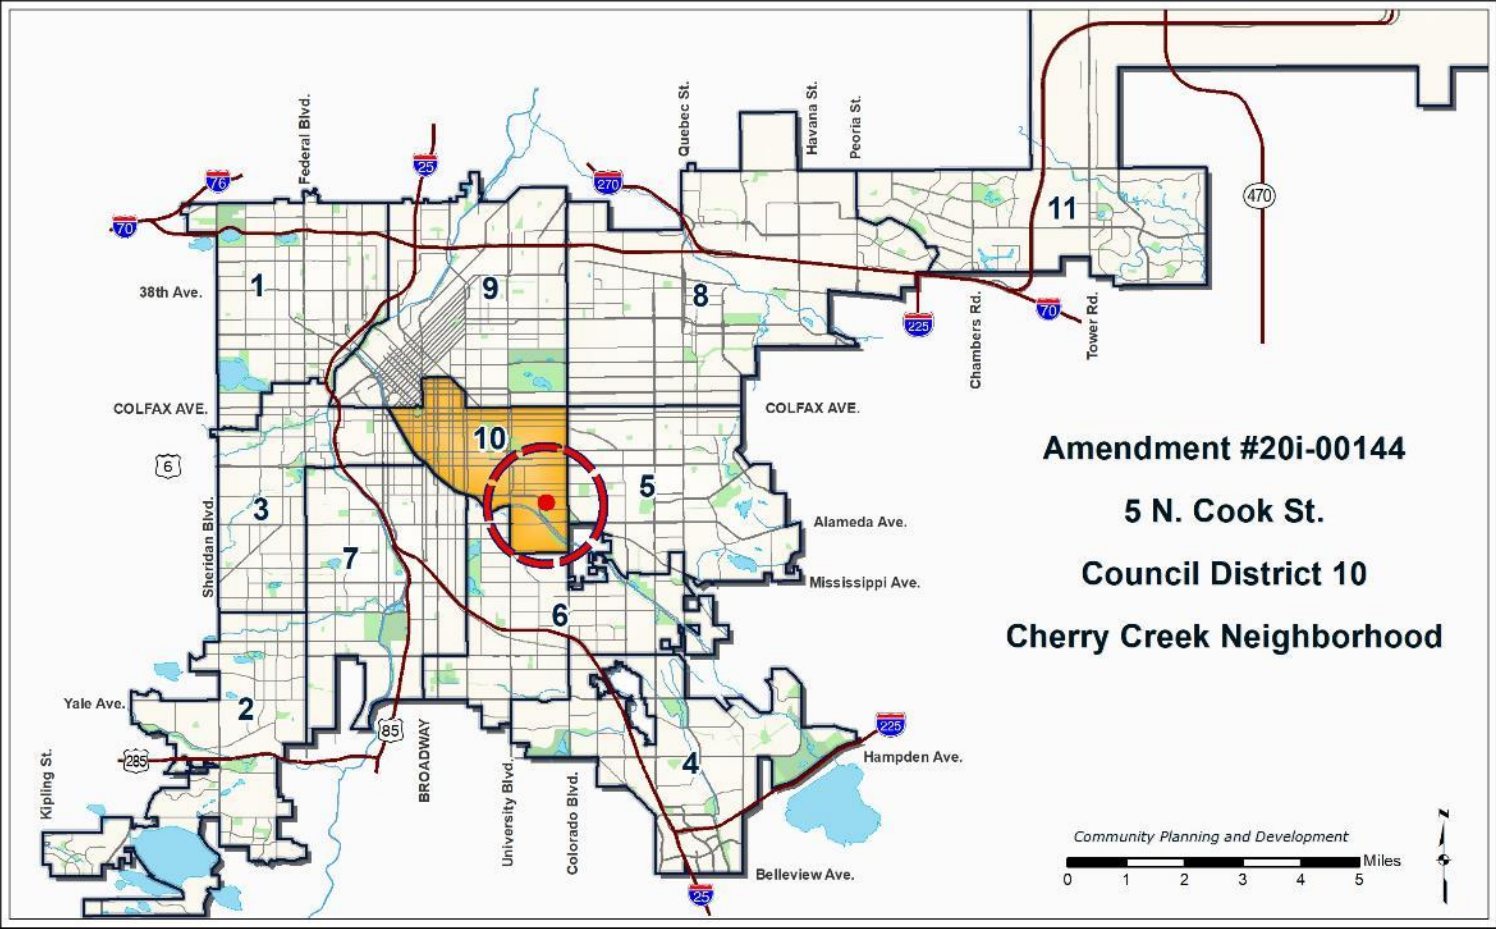 Federal Blvd.
Quebec St.
Havana St.
Peoria St.
25
76
270
70
470
11
1
9
8
38th Ave.
225
70
Chambers Rd.
Tower Rd.
COLFAX AVE.
COLFAX AVE.
10
Amendment #20i-00144
6
5
3
5 N. Cook St.
Sheridan Blvd.
Alameda Ave.
7
Council District 10
Mississippi Ave.
6
Cherry Creek Neighborhood
Yale Ave.
2
85
225
285
BROADWAY
Hampden Ave.
4
Kipling St.
University Blvd.
Colorado Blvd.
Community Planning and Development
Miles
0 1 2 3 4 5
Belleview Ave.
25
N